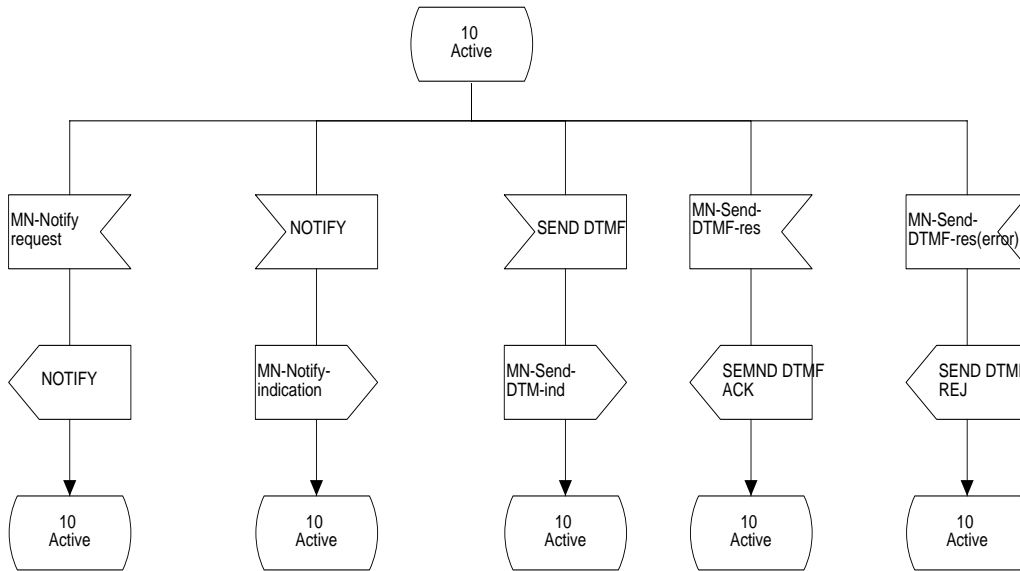 10
Active
MN-Notify
request
NOTIFY
SEND DTMF
MN-Send-
DTMF-res
MN-Send-
DTMF-res(error)
NOTIFY
MN-Notify-
indication
MN-Send-
DTM-ind
SEMND DTMF
ACK
SEND DTMF
REJ
10
Active
10
Active
10
Active
10
Active
10
Active